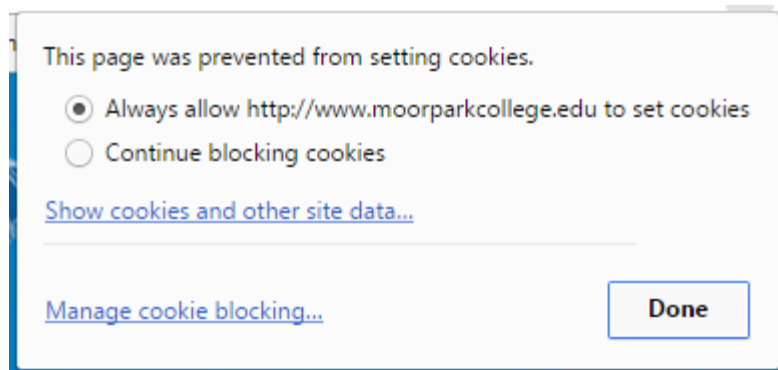 This page was prevented from setting cookies.
Always allow http://www.moorparkcollege.edu to set cookies
Continue blocking cookies
Show cookies and other site data...
Manage cookie blocking...
Done